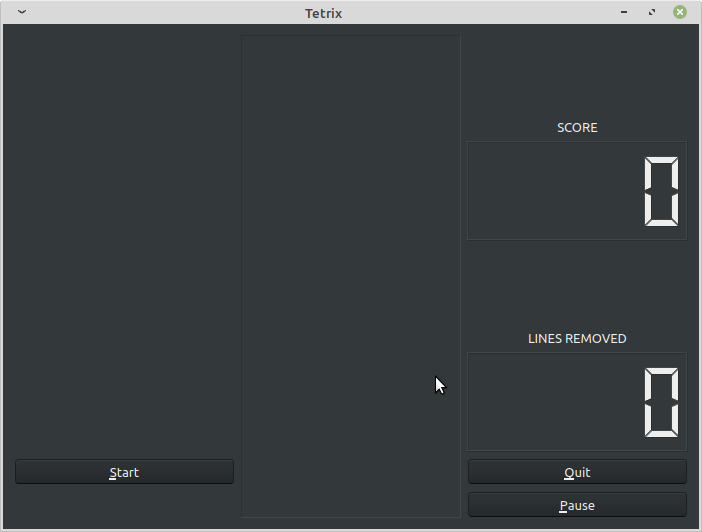 Tetrix
SCORE
0
LINES REMOVED
0
Start
Quit
Pause